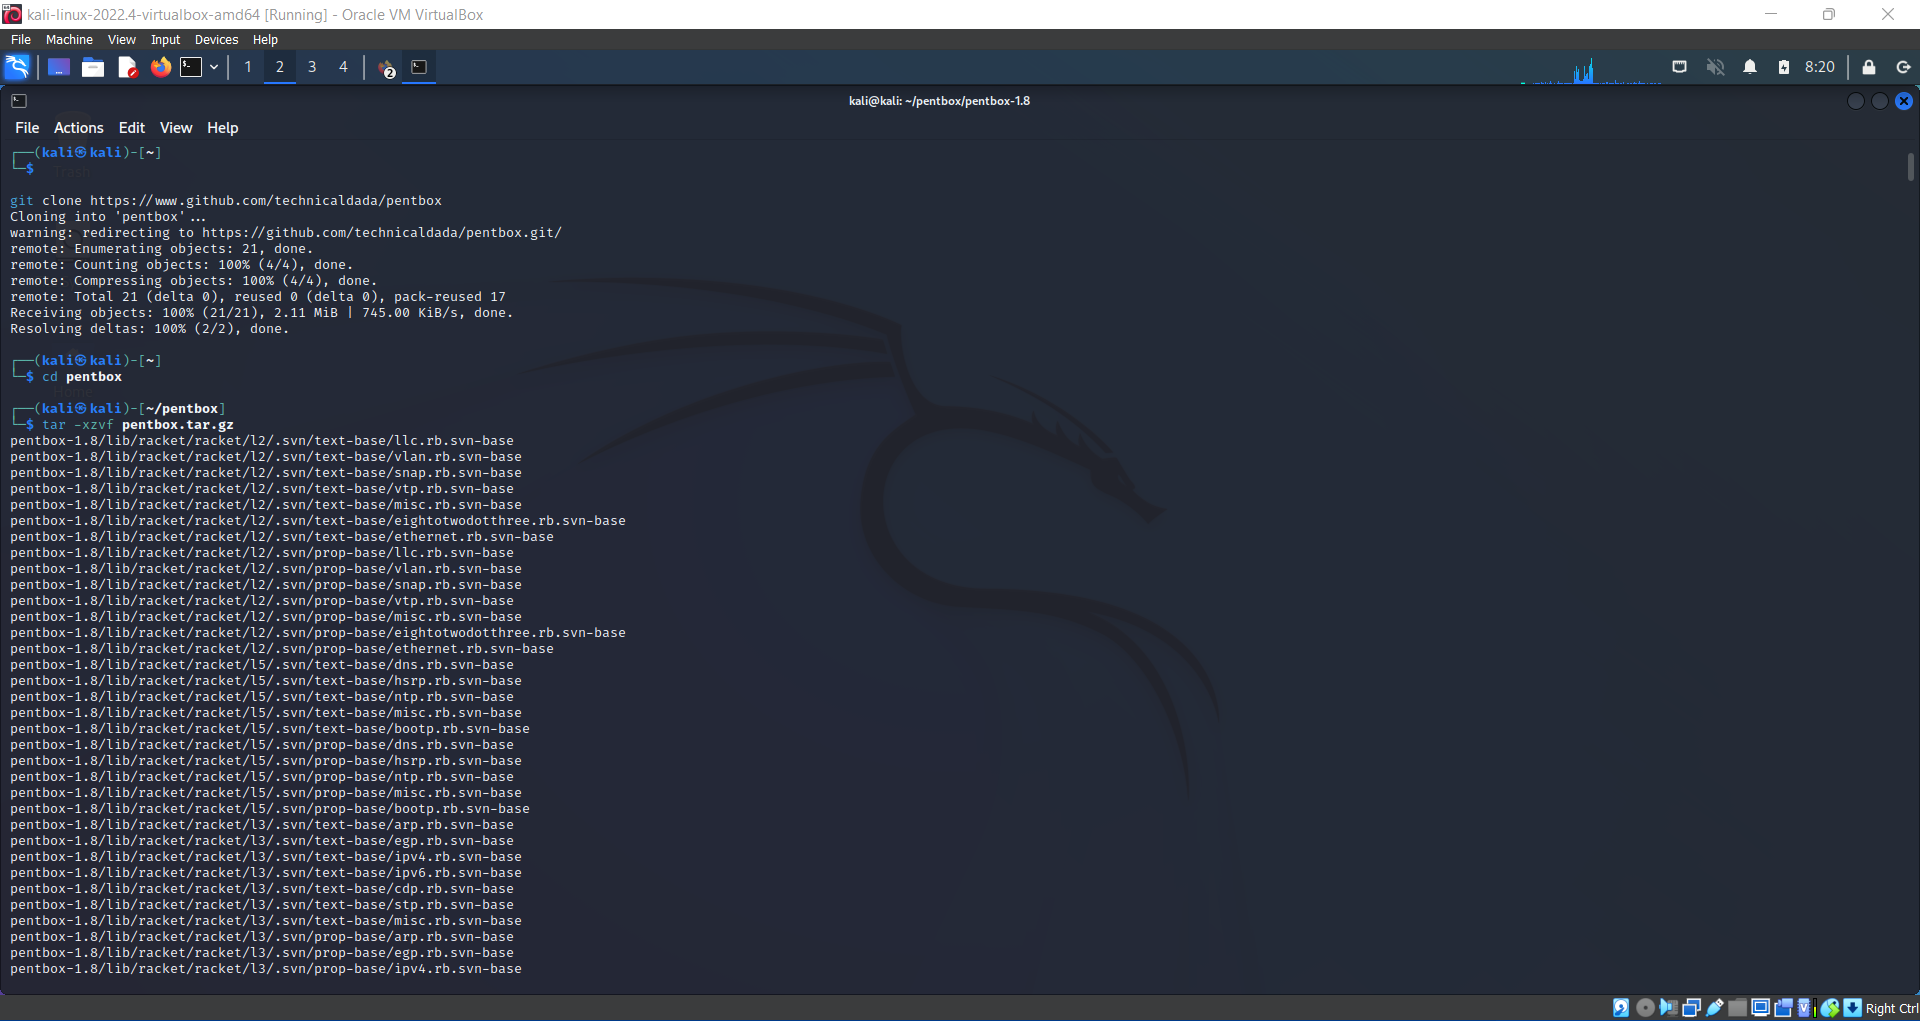 kali-linux-2022.4-virtualbox-amd64 [Running] - Oracle VM VirtualBox
File Machine View Input Devices Help
1 2 3 4 2 8:20
kali@kali: ~/pentbox/pentbox-1.8
File Actions Edit View Help
┌──(kali㉿kali)-[~]
└─$
git clone https://www.github.com/technicaldada/pentbox
Cloning into 'pentbox'...
warning: redirecting to https://github.com/technicaldada/pentbox.git/
remote: Enumerating objects: 21, done.
remote: Counting objects: 100% (4/4), done.
remote: Compressing objects: 100% (4/4), done.
remote: Total 21 (delta 0), reused 0 (delta 0), pack-reused 17
Receiving objects: 100% (21/21), 2.11 MiB | 745.00 KiB/s, done.
Resolving deltas: 100% (2/2), done.
┌──(kali㉿kali)-[~]
└─$ cd pentbox
┌──(kali㉿kali)-[~/pentbox]
└─$ tar -xzvf pentbox.tar.gz
pentbox-1.8/lib/racket/racket/l2/.svn/text-base/llc.rb.svn-base
pentbox-1.8/lib/racket/racket/l2/.svn/text-base/vlan.rb.svn-base
pentbox-1.8/lib/racket/racket/l2/.svn/text-base/snap.rb.svn-base
pentbox-1.8/lib/racket/racket/l2/.svn/text-base/vtp.rb.svn-base
pentbox-1.8/lib/racket/racket/l2/.svn/text-base/misc.rb.svn-base
pentbox-1.8/lib/racket/racket/l2/.svn/text-base/eightotwodotthree.rb.svn-base
pentbox-1.8/lib/racket/racket/l2/.svn/text-base/ethernet.rb.svn-base
pentbox-1.8/lib/racket/racket/l2/.svn/prop-base/llc.rb.svn-base
pentbox-1.8/lib/racket/racket/l2/.svn/prop-base/vlan.rb.svn-base
pentbox-1.8/lib/racket/racket/l2/.svn/prop-base/snap.rb.svn-base
pentbox-1.8/lib/racket/racket/l2/.svn/prop-base/vtp.rb.svn-base
pentbox-1.8/lib/racket/racket/l2/.svn/prop-base/misc.rb.svn-base
pentbox-1.8/lib/racket/racket/l2/.svn/prop-base/eightotwodotthree.rb.svn-base
pentbox-1.8/lib/racket/racket/l2/.svn/prop-base/ethernet.rb.svn-base
pentbox-1.8/lib/racket/racket/l5/.svn/text-base/dns.rb.svn-base
pentbox-1.8/lib/racket/racket/l5/.svn/text-base/hsrp.rb.svn-base
pentbox-1.8/lib/racket/racket/l5/.svn/text-base/ntp.rb.svn-base
pentbox-1.8/lib/racket/racket/l5/.svn/text-base/misc.rb.svn-base
pentbox-1.8/lib/racket/racket/l5/.svn/text-base/bootp.rb.svn-base
pentbox-1.8/lib/racket/racket/l5/.svn/prop-base/dns.rb.svn-base
pentbox-1.8/lib/racket/racket/l5/.svn/prop-base/hsrp.rb.svn-base
pentbox-1.8/lib/racket/racket/l5/.svn/prop-base/ntp.rb.svn-base
pentbox-1.8/lib/racket/racket/l5/.svn/prop-base/misc.rb.svn-base
pentbox-1.8/lib/racket/racket/l5/.svn/prop-base/bootp.rb.svn-base
pentbox-1.8/lib/racket/racket/l3/.svn/text-base/arp.rb.svn-base
pentbox-1.8/lib/racket/racket/l3/.svn/text-base/egp.rb.svn-base
pentbox-1.8/lib/racket/racket/l3/.svn/text-base/ipv4.rb.svn-base
pentbox-1.8/lib/racket/racket/l3/.svn/text-base/ipv6.rb.svn-base
pentbox-1.8/lib/racket/racket/l3/.svn/text-base/cdp.rb.svn-base
pentbox-1.8/lib/racket/racket/l3/.svn/text-base/stp.rb.svn-base
pentbox-1.8/lib/racket/racket/l3/.svn/text-base/misc.rb.svn-base
pentbox-1.8/lib/racket/racket/l3/.svn/prop-base/arp.rb.svn-base
pentbox-1.8/lib/racket/racket/l3/.svn/prop-base/egp.rb.svn-base
pentbox-1.8/lib/racket/racket/l3/.svn/prop-base/ipv4.rb.svn-base
Right Ctrl